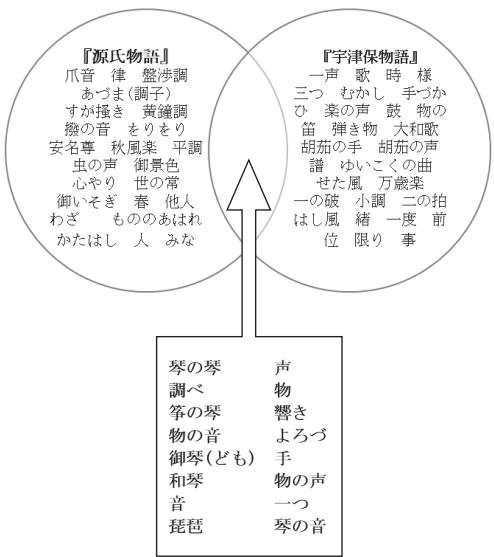 『源氏物語』
爪音　律　盤渉調
あづま(調子)
すが掻き　黄鐘調
撥の音　をりをり
安名尊　秋風楽　平調
虫の声　御景色
心やり　世の常
御いそぎ　春　他人
わざ　もののあはれ
かたはし　人　みな
『宇津保物語』
一声　歌　時　様
三つ　むかし　手づか
ひ　楽の声　鼓　物の
笛　弾き物　大和歌
胡茄の手　胡茄の声
譜　ゆいこくの曲
せた風　万歳楽
一の破　小調　二の拍
はし風　緒　一度　前
位　限り　事
琴の琴　声
調べ　物
筝の琴　響き
物の音　よろづ
御琴(ども)　手
和琴　物の声
音　一つ
琵琶　琴の音